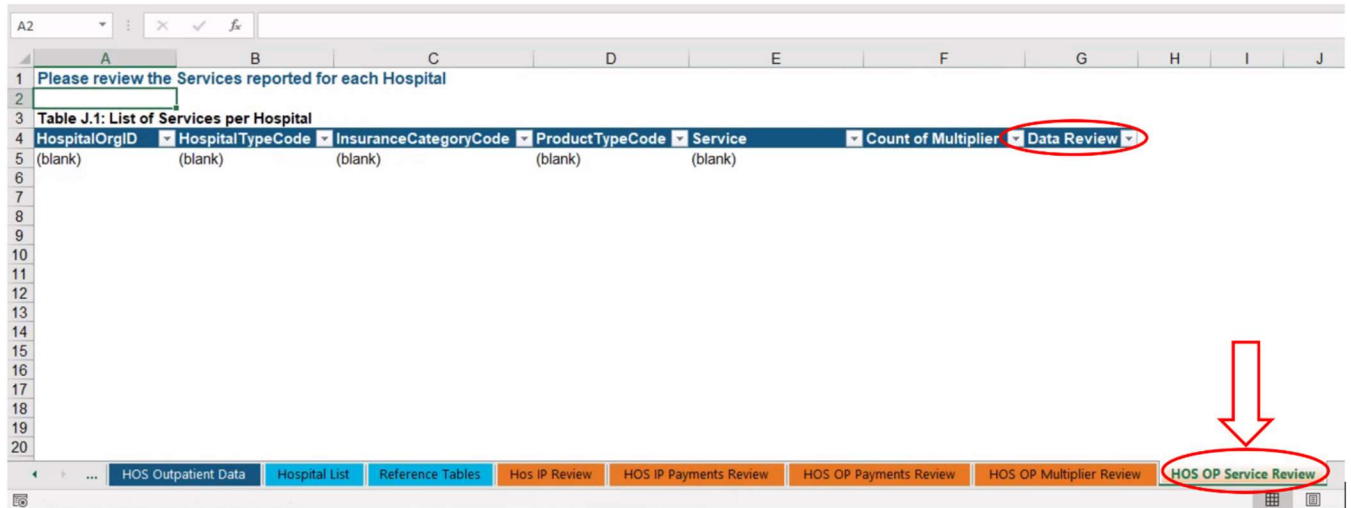 A2 fx
A B C D E F G H I J
1 Please review the Services reported for each Hospital
2
3 Table J.1: List of Services per Hospital
4 HospitalOrgID HospitalTypeCode InsuranceCategoryCode ProductTypeCode Service Count of Multiplier Data Review
5 (blank) (blank) (blank) (blank) (blank)
6
7
8
9
10
11
12
13
14
15
16
17
18
19
20
... HOS Outpatient Data Hospital List Reference Tables Hos IP Review HOS IP Payments Review HOS OP Payments Review HOS OP Multiplier Review HOS OP Service Review